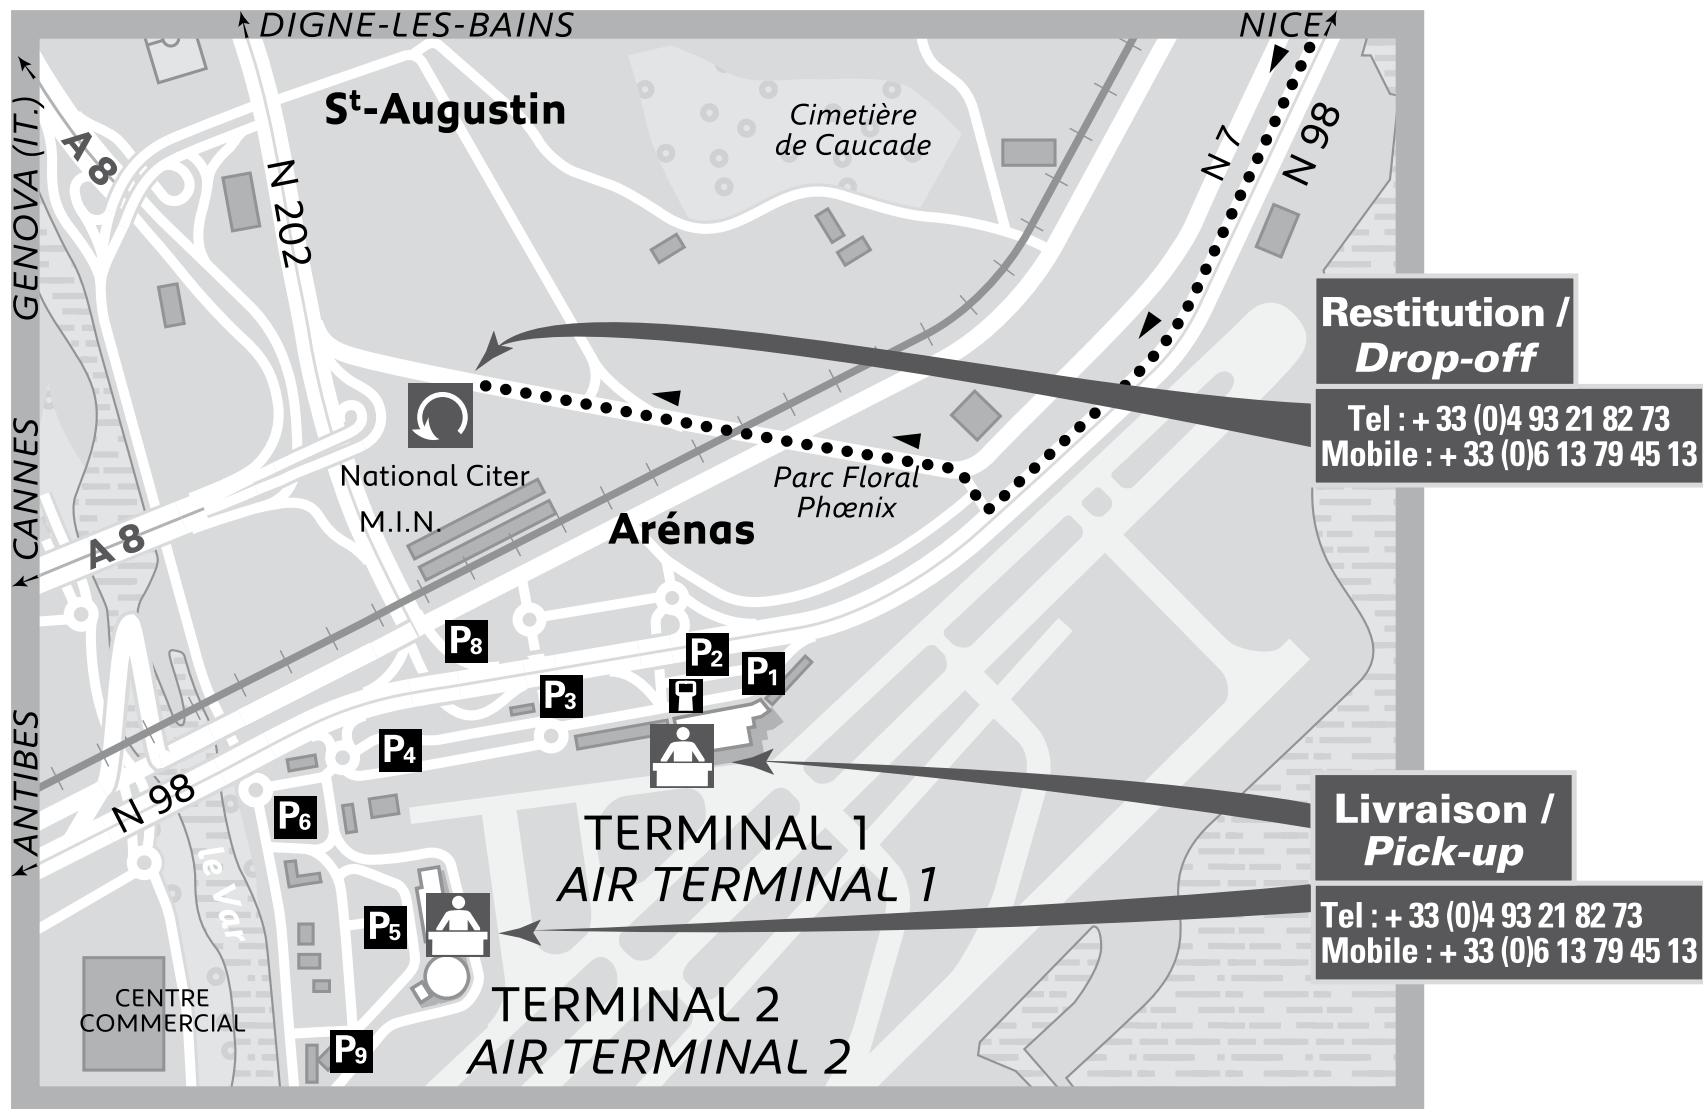 DIGNE-LES-BAINS
NICE
GENOVA (IT.)
A 8
St-Augustin
Cimetière
de Caucade
N 7
N 98
N 202
Restitution /
Drop-off
Tel : + 33 (0)4 93 21 82 73
Mobile : + 33 (0)6 13 79 45 13
CANNES
National Citer
M.I.N.
Parc Floral
Phœnix
A 8
Arénas
P8
P2
P1
P3
P4
ANTIBES
N 98
P6
TERMINAL 1
AIR TERMINAL 1
Livraison /
Pick-up
Tel : + 33 (0)4 93 21 82 73
Mobile : + 33 (0)6 13 79 45 13
le Var
P5
CENTRE
COMMERCIAL
TERMINAL 2
AIR TERMINAL 2
P9